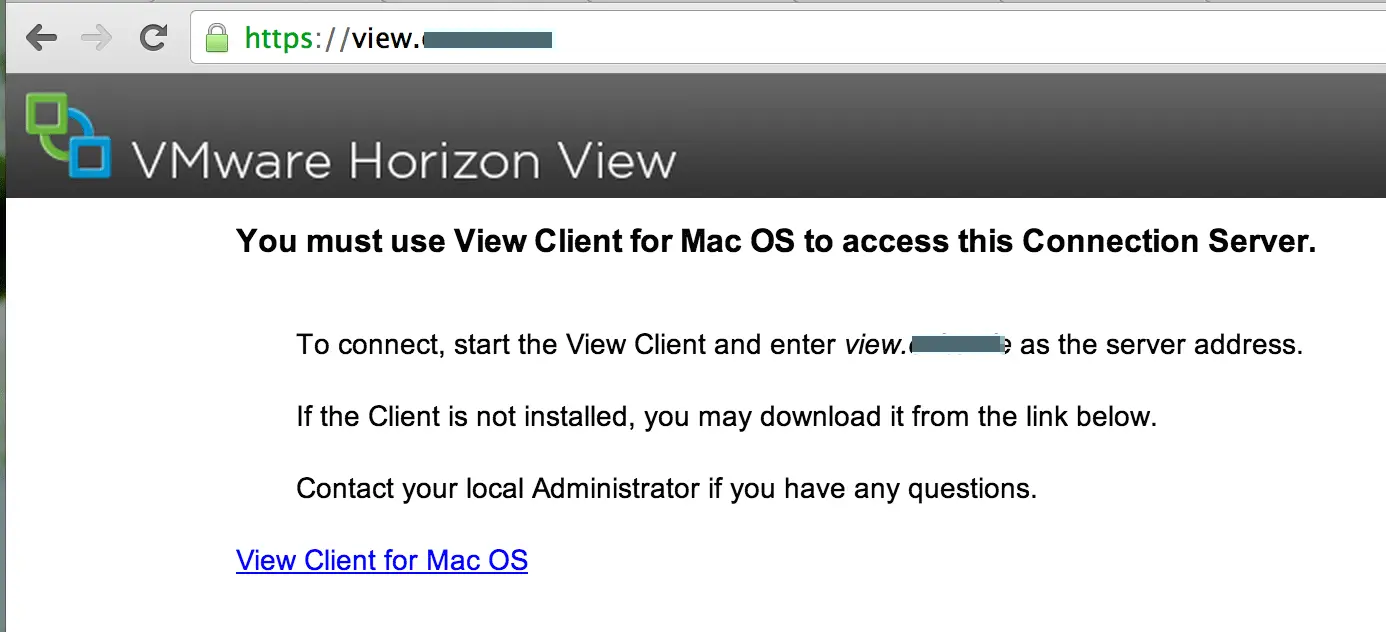 https://view.
VMware Horizon View
You must use View Client for Mac OS to access this Connection Server.
To connect, start the View Client and enter view. as the server address.
If the Client is not installed, you may download it from the link below.
Contact your local Administrator if you have any questions.
View Client for Mac OS